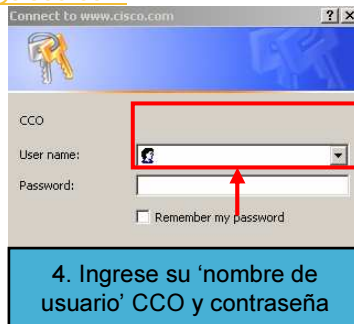 Connect to www.cisco.com
CCO
User name:
Password:
Remember my password
4. Ingrese su ‘nombre de
usuario’ CCO y contraseña